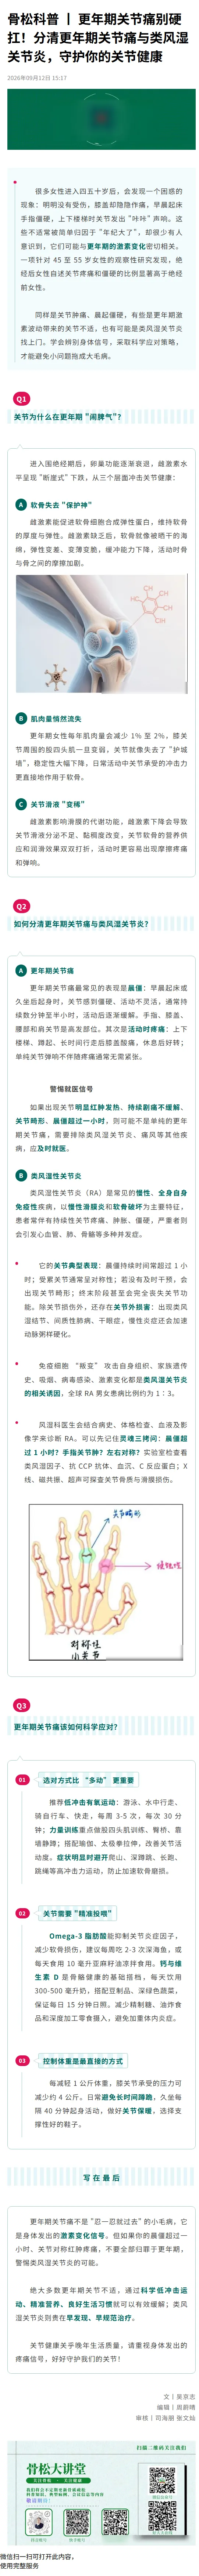 骨松科普 丨 更年期关节痛别硬
扛！分清更年期关节痛与类风湿
关节炎，守护你的关节健康
2026年09月12日 15:17
很多女性进入四五十岁后，会发现一个困惑的
现象：明明没有受伤，膝盖却隐隐作痛，早晨起床
手指僵硬，上下楼梯时关节发出 "咔咔" 声响。这
些不适常被简单归因于 "年纪大了"，却很少有人
意识到，它们可能与更年期的激素变化密切相关。
一项针对 45 至 55 岁女性的观察性研究发现，绝
经后女性自述关节疼痛和僵硬的比例显著高于绝经
前女性。
同样是关节肿痛、晨起僵硬，有些是更年期激
素波动带来的关节不适，也有可能是类风湿关节炎
找上门。学会辨别身体信号，采取科学应对策略，
才能避免小问题拖成大毛病。
Q1
关节为什么在更年期 "闹脾气"？
进入围绝经期后，卵巢功能逐渐衰退，雌激素水
平呈现 "断崖式" 下跌，从三个层面冲击关节健康：
A 软骨失去 "保护神"
雌激素能促进软骨细胞合成弹性蛋白，维持软骨
的厚度与弹性。雌激素缺乏后，软骨就像被晒干的海
绵，弹性变差、变薄变脆，缓冲能力下降，活动时骨
与骨之间的摩擦加剧。
B 肌肉量悄然流失
更年期女性每年肌肉量会减少 1% 至 2%，膝关
节周围的股四头肌一旦变弱，关节就像失去了 "护城
墙"，稳定性大幅下降，日常活动中关节承受的冲击力
更直接地作用于软骨。
C 关节滑液 "变稀"
雌激素影响滑膜的代谢功能，雌激素下降会导致
关节滑液分泌不足、黏稠度改变，关节软骨的营养供
应和润滑效果双双打折，活动时更容易出现摩擦疼痛
和弹响。
Q2
如何分清更年期关节痛与类风湿关节炎？
A 更年期关节痛
更年期关节痛最常见的表现是晨僵：早晨起床或
久坐后起身时，关节感到僵硬、活动不灵活，通常持
续数分钟至半小时，活动后逐渐缓解。手指、膝盖、
腰部和肩关节是高发部位。其次是活动时疼痛：上下
楼梯、蹲起、长时间行走后膝盖酸痛，休息后好转；
单纯关节弹响不伴随疼痛通常无需紧张。
警惕就医信号
如果出现关节明显红肿发热、持续剧痛不缓解、
关节畸形、晨僵超过一小时，则可能不是单纯的更年
期关节痛，需要排除类风湿关节炎、痛风等其他疾
病，应及时就医。
B 类风湿性关节炎
类风湿性关节炎（RA）是常见的慢性、全身自身
免疫性疾病，以慢性滑膜炎和软骨破坏为主要特征，
患者常伴有持续性关节疼痛、肿胀、僵硬，严重者则
会引发心血管、肺、骨骼等多种并发症。
它的关节典型表现：晨僵持续时间常超过 1 小
时；受累关节通常呈对称性；若没有及时干预，会
出现关节畸形；终末阶段甚至会完全丧失关节功
能。除关节损伤外，还存在关节外损害：出现类风
湿结节、间质性肺病、干眼症，慢性炎症还会加速
动脉粥样硬化。
免疫细胞 “叛变” 攻击自身组织、家族遗传
史、吸烟、病毒感染、激素变化都是类风湿关节炎
的相关诱因，全球 RA 男女患病比例约为 1：3。
风湿科医生会结合病史、体格检查、血液及影
像学来诊断 RA。可以先记住灵魂三拷问：晨僵超
过 1 小时？手指关节肿？左右对称？ 实验室检查看
类风湿因子、抗 CCP 抗体、血沉、C 反应蛋白；X
线、磁共振、超声可探查关节骨质与滑膜损伤。
关节畸形
对称性
小关节
Q3
更年期关节痛该如何科学应对？
01 选对方式比 “多动” 更重要
推荐低冲击有氧运动：游泳、水中行走、
骑自行车、快走，每周 3-5 次，每次 30 分
钟；力量训练重点做股四头肌训练、臀桥、靠
墙静蹲；搭配瑜伽、太极拳拉伸，改善关节活
动度。症状明显时避开爬山、深蹲跳、长跑、
跳绳等高冲击力运动，防止加速软骨磨损。
02 关节需要 "精准投喂"
Omega-3 脂肪酸能抑制关节炎症因子，
减少软骨损伤，建议每周吃 2-3 次深海鱼，或
每天食用 10 毫升亚麻籽油凉拌食用。钙与维
生素 D 是骨骼健康的基础搭档，每天饮用
300-500 毫升奶，搭配豆制品、深绿色蔬菜，
保证每日 15 分钟日照。减少精制糖、油炸食
品和深度加工零食摄入，避免加重体内炎症。
03 控制体重是最直接的方式
每减轻 1 公斤体重，膝关节承受的压力可
减少约 4 公斤。日常避免长时间蹲跪，久坐每
隔 40 分钟起身活动，做好关节保暖，选择支
撑性好的鞋子。
写在最后
更年期关节痛不是 "忍一忍就过去" 的小毛病，它
是身体发出的激素变化信号。但如果你的晨僵超过一
小时、关节对称红肿疼痛，不要全部归咎于更年期，
警惕类风湿关节炎的可能。
绝大多数更年期关节不适，通过科学低冲击运
动、精准营养、良好生活习惯就可以有效缓解；类风
湿关节炎则贵在早发现、早规范治疗。
关节健康关乎晚年生活质量，请重视身体发出的
疼痛信号，好好守护我们的关节！
文丨吴京志
扫描二维码关注我们
骨松大讲堂
微信扫一扫可打开此内容，
使用完整服务